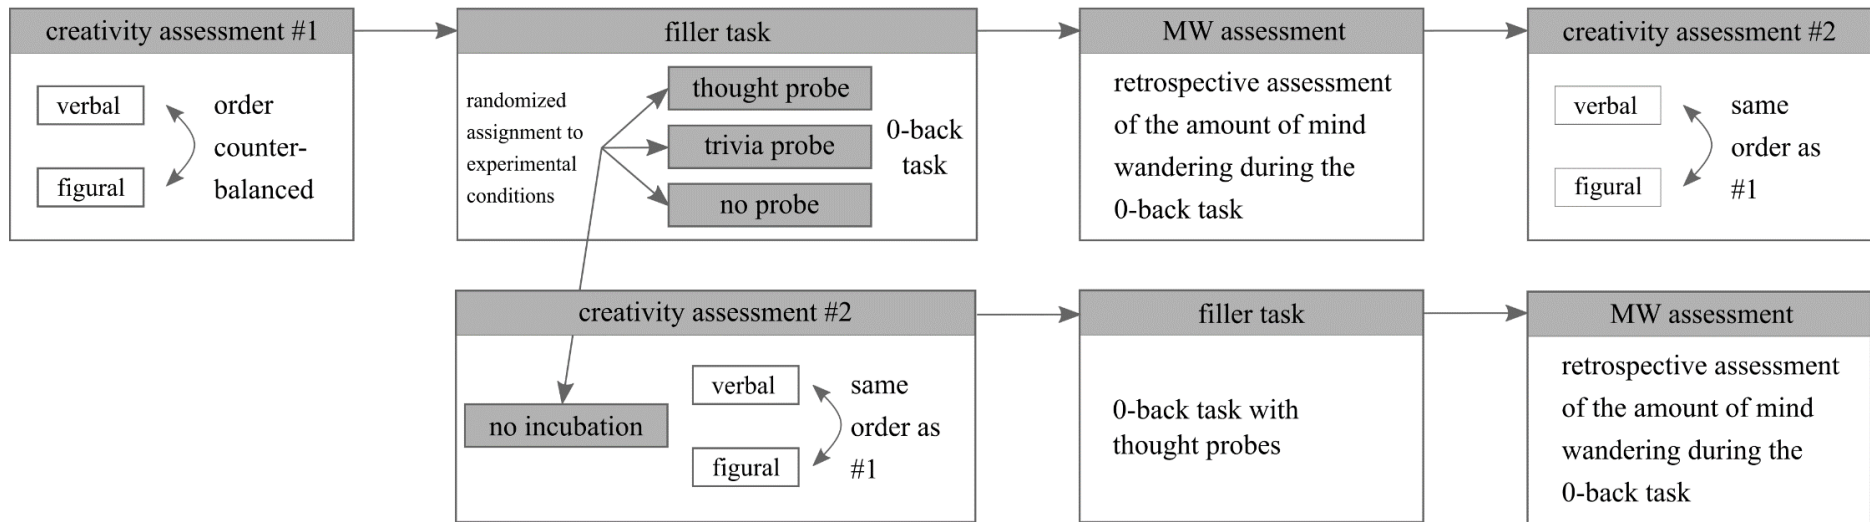 creativity assessment #1
verbal
figural
order
counter-
balanced
filler task
randomized
assignment to
experimental
conditions
thought probe
trivia probe
no probe
0-back
task
MW assessment
retrospective assessment
of the amount of mind
wandering during the
0-back task
creativity assessment #2
verbal
figural
same
order as
#1
creativity assessment #2
no incubation
verbal
figural
same
order as
#1
filler task
0-back task with
thought probes
MW assessment
retrospective assessment
of the amount of mind
wandering during the
0-back task